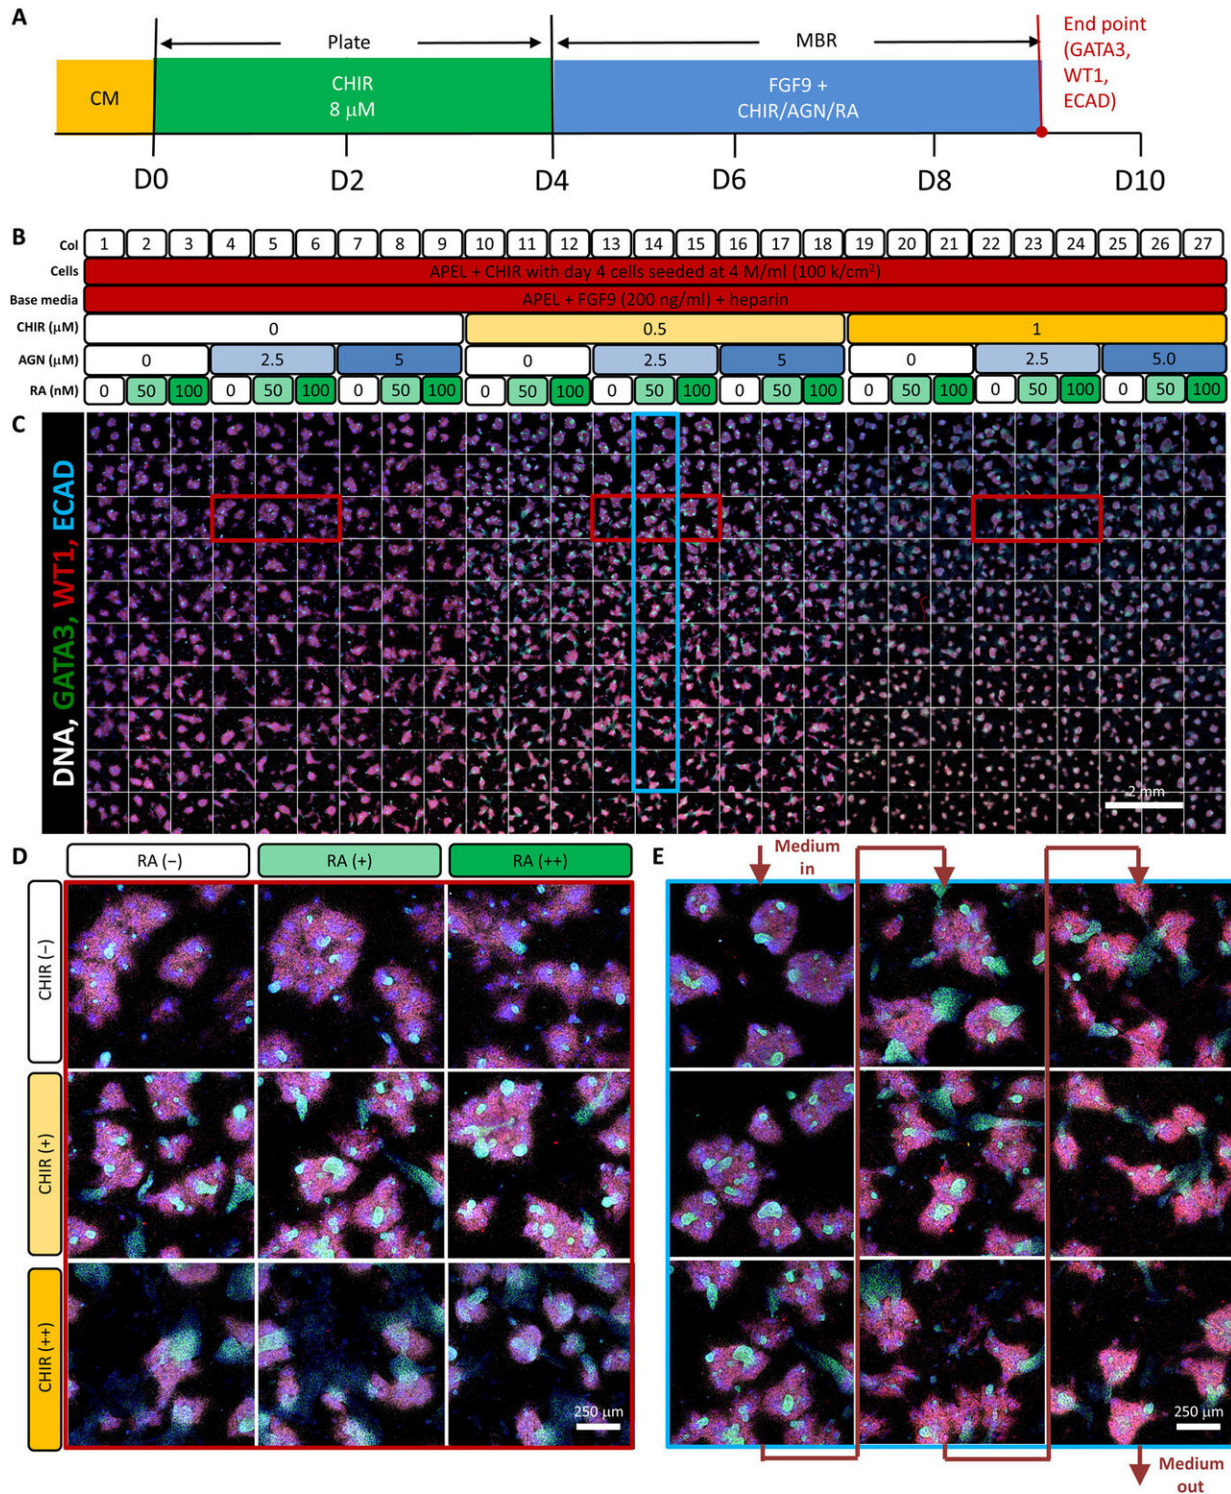 A
Plate
MBR
End point
(GATA3,
WT1,
ECAD)
CM
CHIR
8 μM
FGF9 +
CHIR/AGN/RA
D0 D2 D4 D6 D8 D10
B
Col 1 2 3 4 5 6 7 8 9 10 11 12 13 14 15 16 17 18 19 20 21 22 23 24 25 26 27
Cells APEL + CHIR with day 4 cells seeded at 4 M/ml (100 k/cm²)
Base media APEL + FGF9 (200 ng/ml) + heparin
CHIR (μM) 0 0.5 1
AGN (μM) 0 2.5 5 0 2.5 5 0 2.5 5.0
RA (nM) 0 50 100 0 50 100 0 50 100 0 50 100 0 50 100 0 50 100 0 50 100 0 50 100 0 50 100
C
DNA, GATA3, WT1, ECAD
2 mm
D
RA (−) RA (+) RA (++)
CHIR (−)
CHIR (+)
CHIR (++)
250 μm
E
Medium
in
250 μm
Medium
out